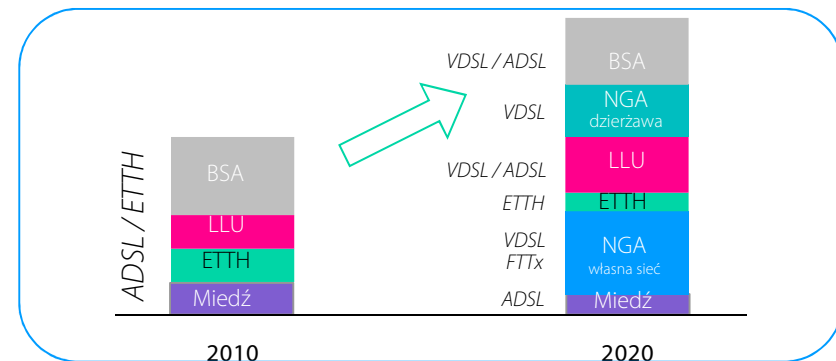 ADSL / ETTH
BSA
LLU
ETTH
Miedź
2010
VDSL / ADSL
BSA
VDSL
NGA
dzierżawa
VDSL / ADSL
LLU
ETTH
ETTH
VDSL
FTTx
NGA
własna sieć
ADSL
Miedź
2020